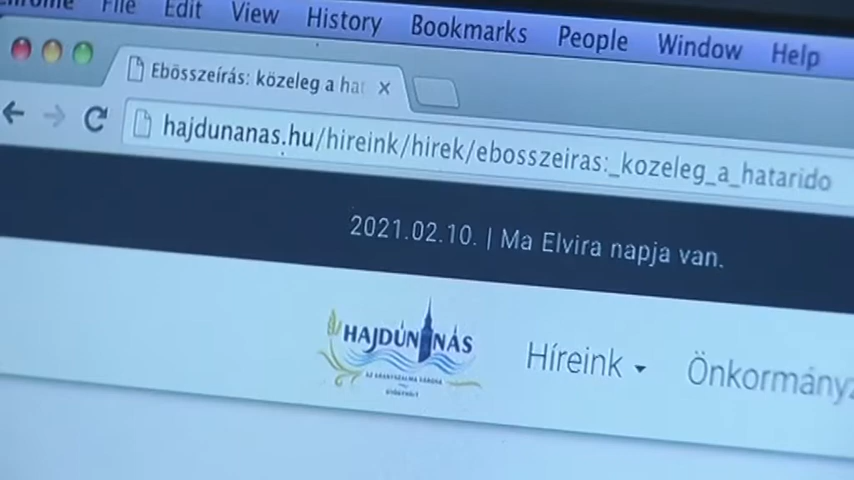 File Edit View History Bookmarks People Window Help
Ebösszeírás: közeleg a hat
hajdunanas.hu/hireink/hirek/ebosszeiras:_kozeleg_a_hatarido
2021.02.10. | Ma Elvira napja van.
HAJDÚNÁNÁS
Híreink Önkormány